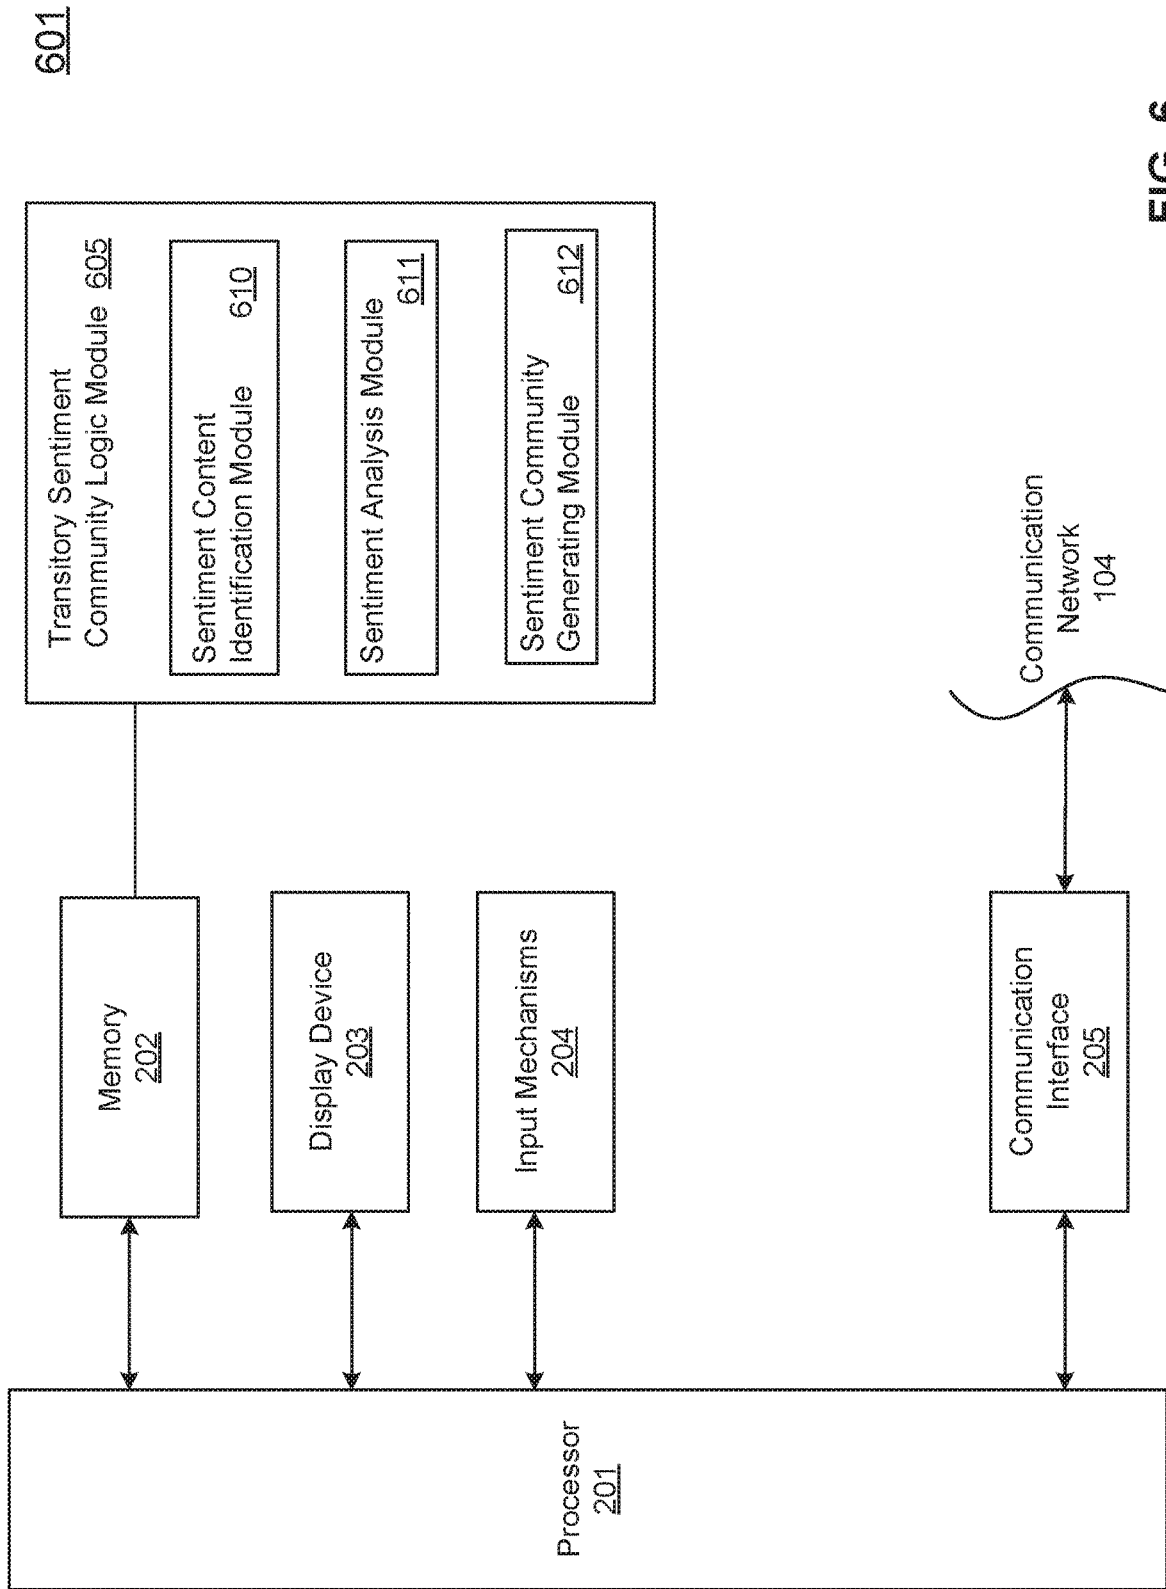 601
Transitory Sentiment
Community Logic Module 605
Sentiment Content
Identification Module 610
Sentiment Analysis Module
611
Sentiment Community
Generating Module 612
Memory
202
Display Device
203
Input Mechanisms
204
Communication
Interface
205
Communication
Network
104
Processor
201
FIG. 6